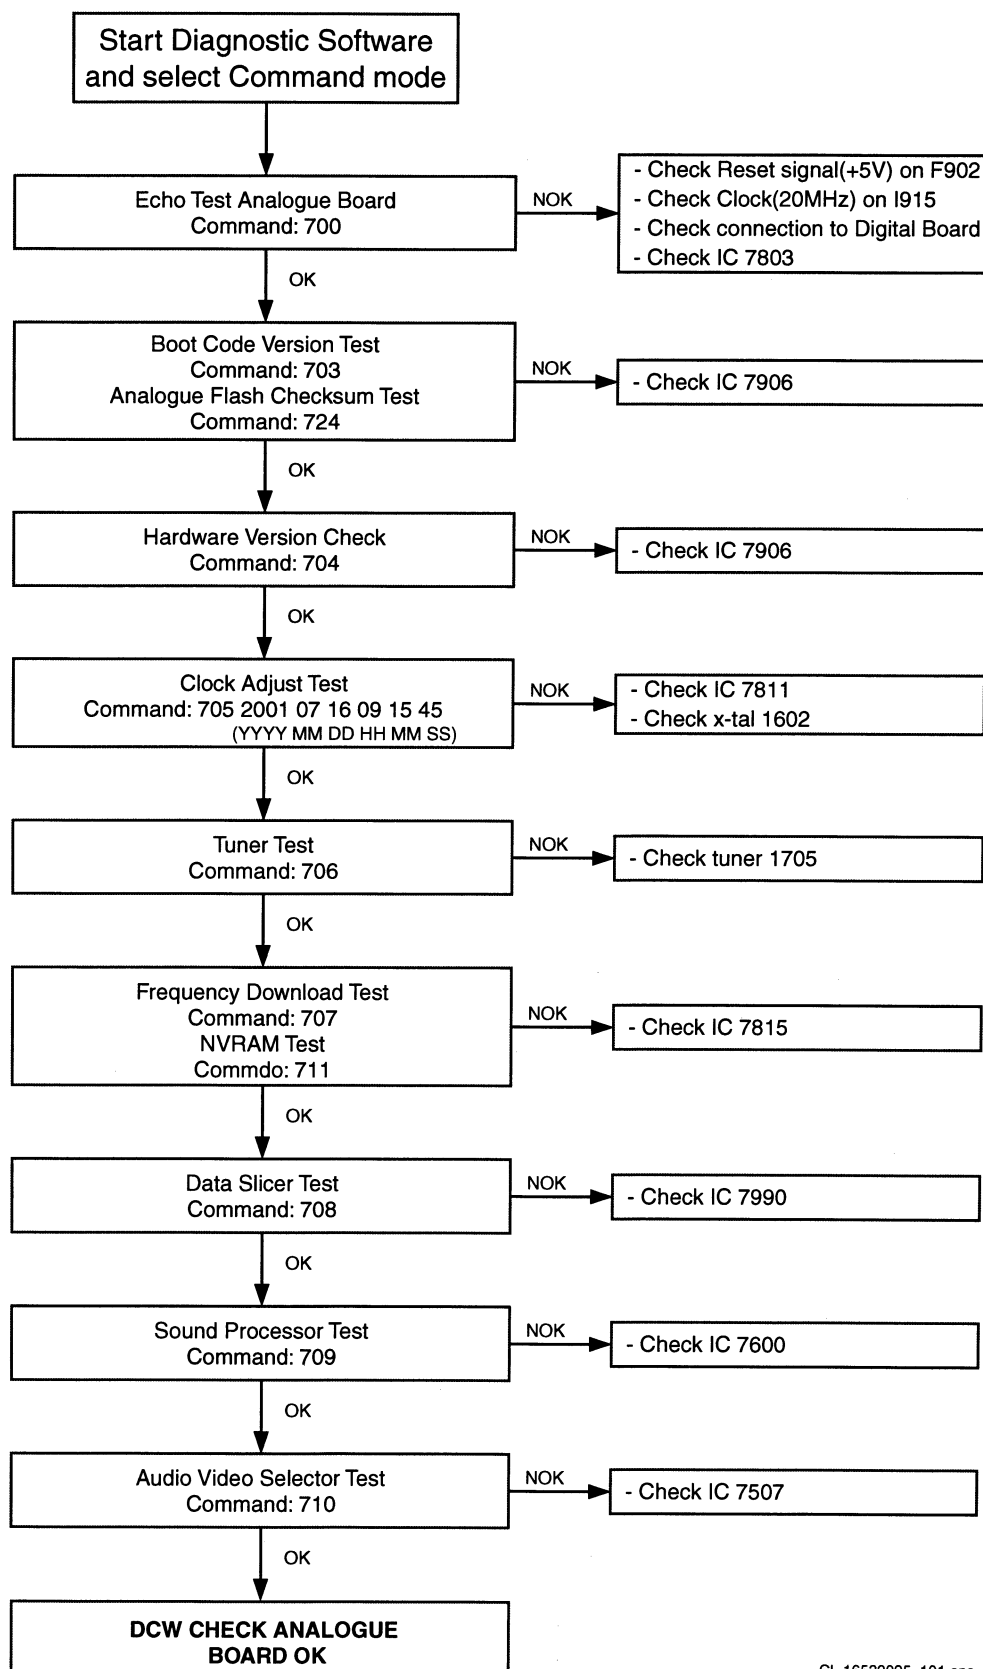 Start Diagnostic Software
and select Command mode
Echo Test Analogue Board
Command: 700
NOK
- Check Reset signal(+5V) on F902
- Check Clock(20MHz) on I915
- Check connection to Digital Board
- Check IC 7803
OK
Boot Code Version Test
Command: 703
Analogue Flash Checksum Test
Command: 724
NOK
- Check IC 7906
OK
Hardware Version Check
Command: 704
NOK
- Check IC 7906
OK
Clock Adjust Test
Command: 705 2001 07 16 09 15 45
(YYYY MM DD HH MM SS)
NOK
- Check IC 7811
- Check x-tal 1602
OK
Tuner Test
Command: 706
NOK
- Check tuner 1705
OK
Frequency Download Test
Command: 707
NVRAM Test
Commdo: 711
NOK
- Check IC 7815
OK
Data Slicer Test
Command: 708
NOK
- Check IC 7990
OK
Sound Processor Test
Command: 709
NOK
- Check IC 7600
OK
Audio Video Selector Test
Command: 710
NOK
- Check IC 7507
OK
DCW CHECK ANALOGUE
BOARD OK